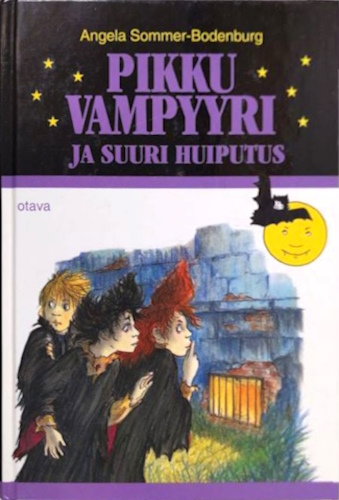 Angela Sommer-Bodenburg
PIKKU
VAMPYYRI
JA SUURI HUIPUTUS
otava